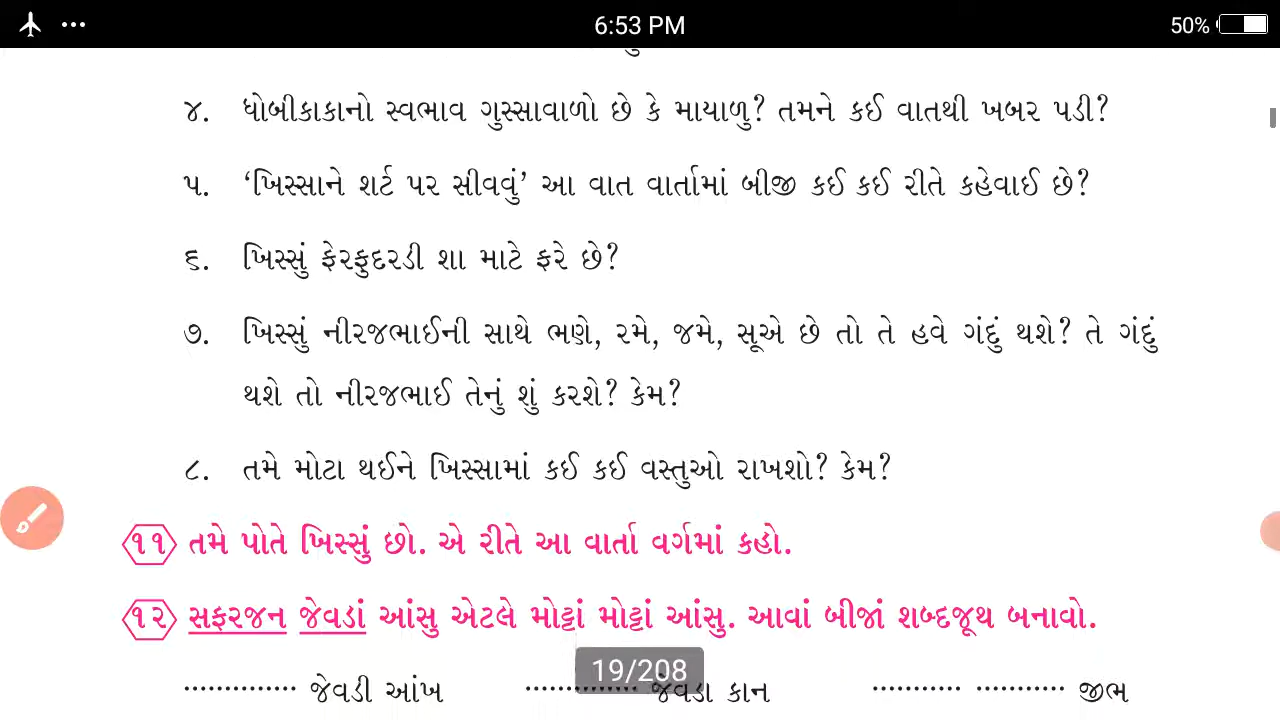 6:53 PM
50%
૪. ધોબીકાકાનો સ્વભાવ ગુસ્સાવાળો છે કે માયાળુ? તમને કઈ વાતથી ખબર પડી?
૫. ‘ખિસ્સાને શર્ટ પર સીવવું’ આ વાત વાર્તામાં બીજી કઈ કઈ રીતે કહેવાઈ છે?
૬. ખિસ્સું ફેરફુદરડી શા માટે ફરે છે?
૭. ખિસ્સું નીરજભાઈની સાથે ભણે, રમે, જમે, સૂએ છે તો તે હવે ગંદું થશે? તે ગંદું
થશે તો નીરજભાઈ તેનું શું કરશે? કેમ?
૮. તમે મોટા થઈને ખિસ્સામાં કઈ કઈ વસ્તુઓ રાખશો? કેમ?
૧૧ તમે પોતે ખિસ્સું છો. એ રીતે આ વાર્તા વર્ગમાં કહો.
૧૨ સફરજન જેવડાં આંસુ એટલે મોટ્ટાં મોટ્ટાં આંસુ. આવાં બીજાં શબ્દજૂથ બનાવો.
19/208
.............. જેવડી આંખ .............. જેવડા કાન ........... ........... જીભ